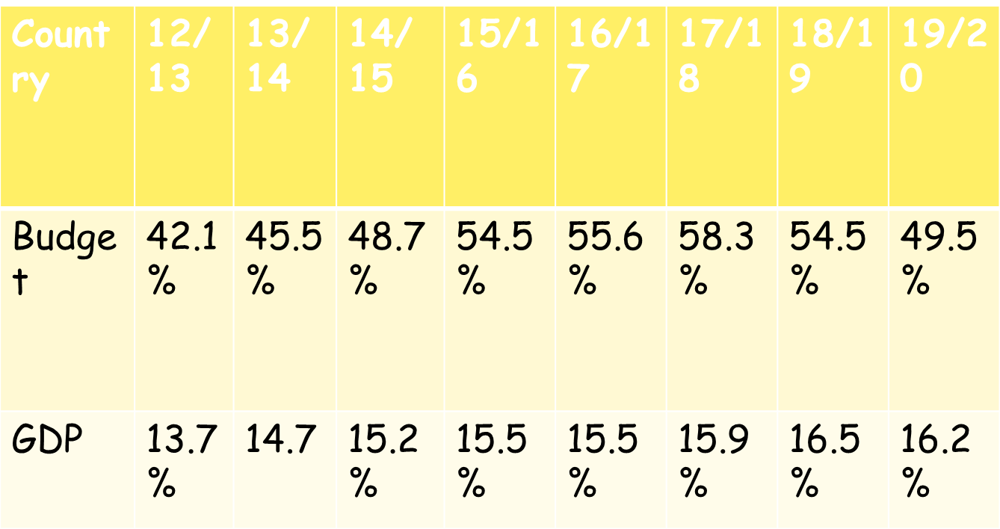 Country 12/13 13/14 14/15 15/16 16/17 17/18 18/19 19/20
Budget 42.1% 45.5% 48.7% 54.5% 55.6% 58.3% 54.5% 49.5%
GDP 13.7% 14.7 15.2% 15.5% 15.5% 15.9% 16.5% 16.2%